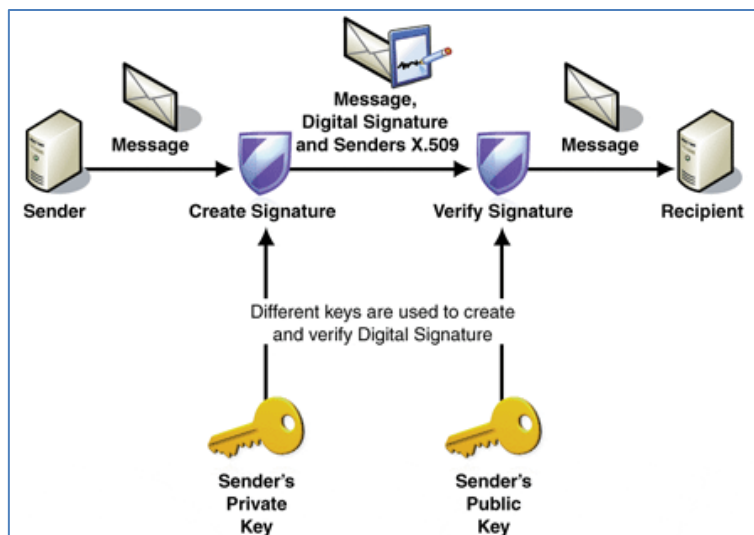 Message
Message,
Digital Signature
and Senders X.509
Message
Sender
Create Signature
Verify Signature
Recipient
Different keys are used to create
and verify Digital Signature
Sender's
Private
Key
Sender's
Public
Key